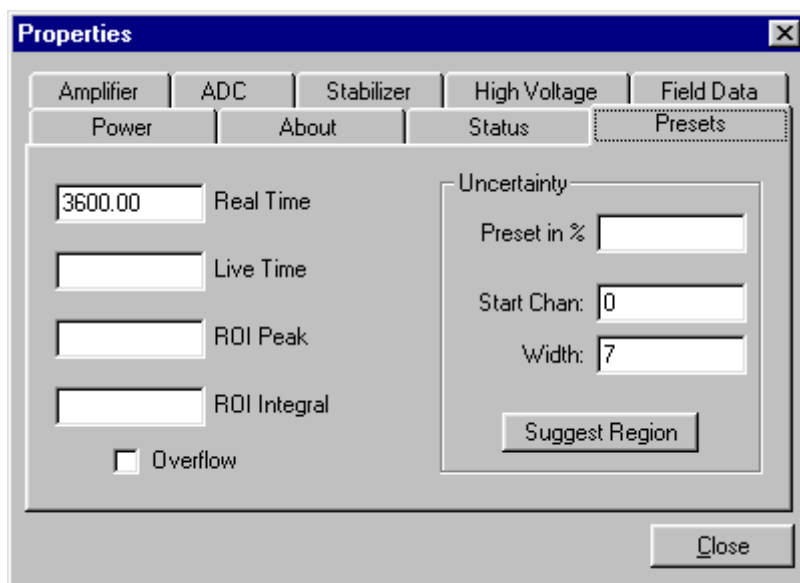 Properties
Amplifier ADC Stabilizer High Voltage Field Data
Power About Status Presets
3600.00 Real Time
Live Time
ROI Peak
ROI Integral
Overflow
Uncertainty
Preset in %
Start Chan: 0
Width: 7
Suggest Region
Close